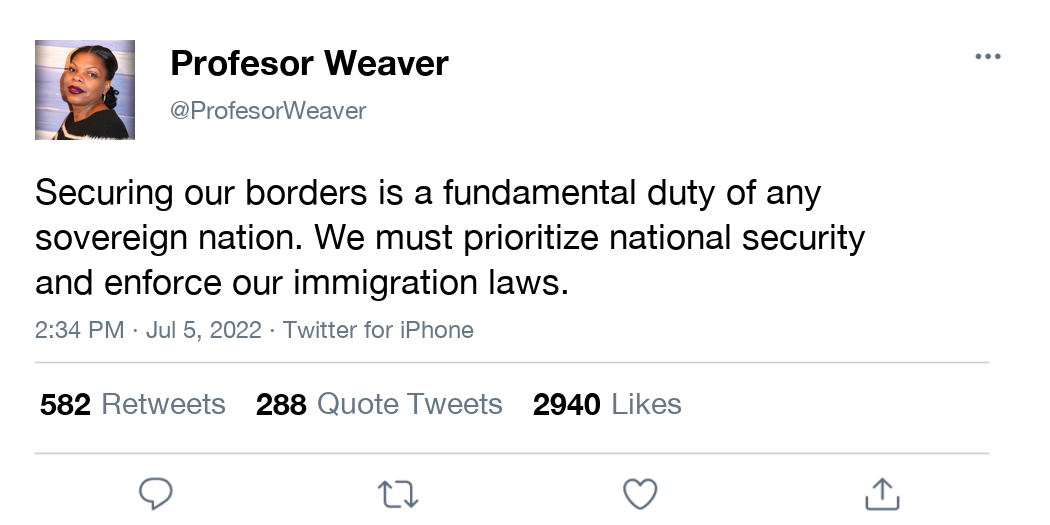 Profesor Weaver
@ProfesorWeaver
Securing our borders is a fundamental duty of any
sovereign nation. We must prioritize national security
and enforce our immigration laws.
2:34 PM · Jul 5, 2022 · Twitter for iPhone
582 Retweets 288 Quote Tweets 2940 Likes